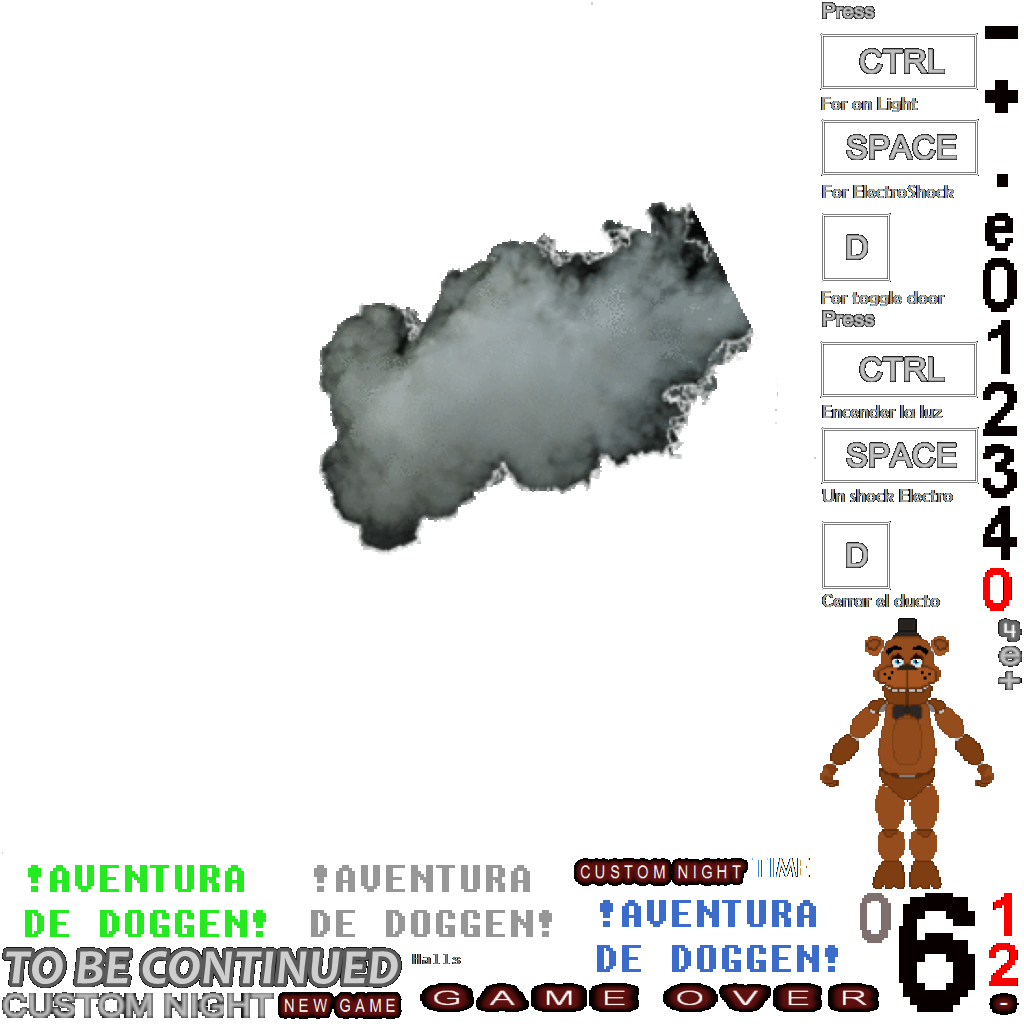 Press
CTRL
For on Light
SPACE
For ElectroShock
D
For toggle door
Press
CTRL
Encender la luz
SPACE
Un shock Electro
D
Cerrar el ducto
-
+
.
e
0
1
2
3
4
0
4
e
+
!AVENTURA
DE DOGGEN!
!AVENTURA
DE DOGGEN!
CUSTOM NIGHT
TIME
!AVENTURA
DE DOGGEN!
0
6
1
2
-
TO BE CONTINUED
Halls
CUSTOM NIGHT
NEW GAME
GAME OVER